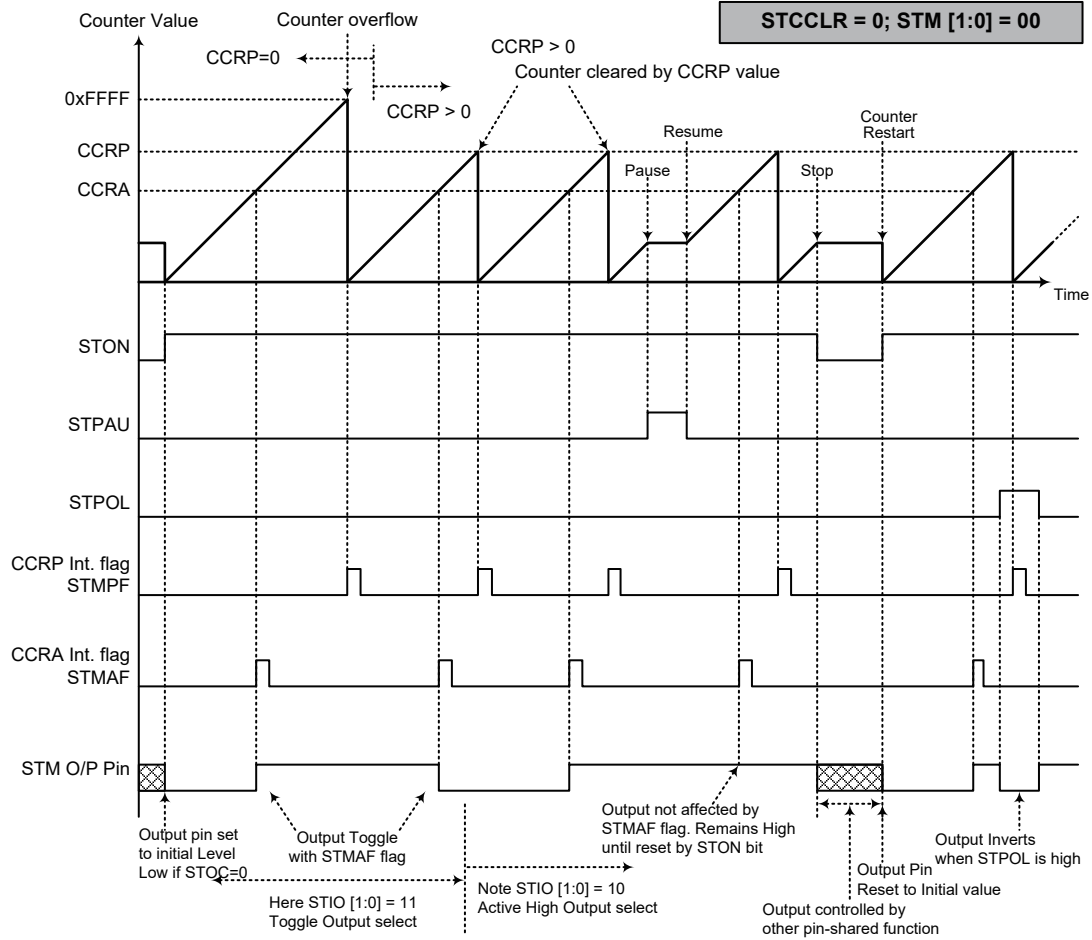 STCCLR = 0; STM [1:0] = 00
Counter Value
Counter overflow
CCRP=0
CCRP > 0
CCRP > 0
Counter cleared by CCRP value
0xFFFF
CCRP
CCRA
Pause
Resume
Stop
Counter
Restart
Time
STON
STPAU
STPOL
CCRP Int. flag
STMPF
CCRA Int. flag
STMAF
STM O/P Pin
Output pin set
to initial Level
Low if STOC=0
Output Toggle
with STMAF flag
Here STIO [1:0] = 11
Toggle Output select
Note STIO [1:0] = 10
Active High Output select
Output not affected by
STMAF flag. Remains High
until reset by STON bit
Output controlled by
other pin-shared function
Output Pin
Reset to Initial value
Output Inverts
when STPOL is high